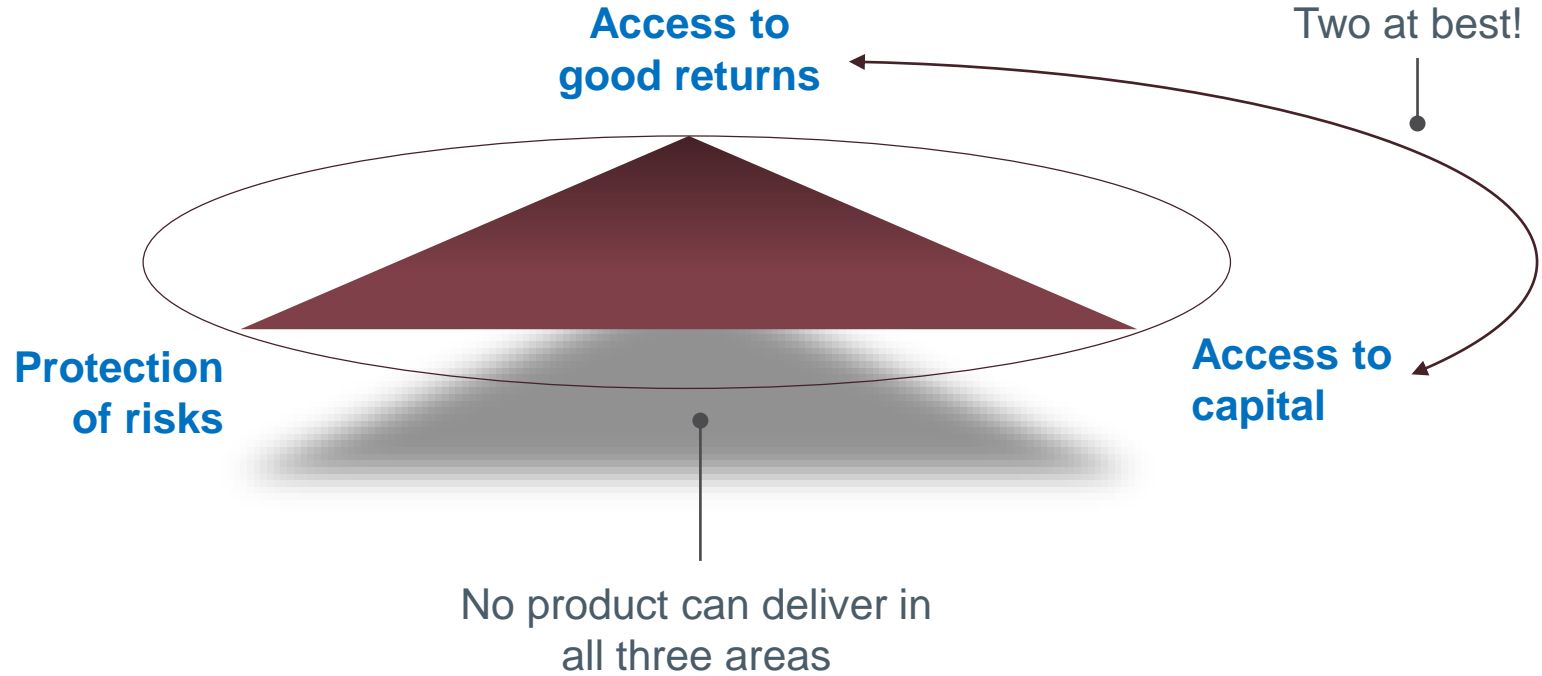 Access to
good returns
Two at best!
Protection
of risks
Access to
capital
No product can deliver in
all three areas